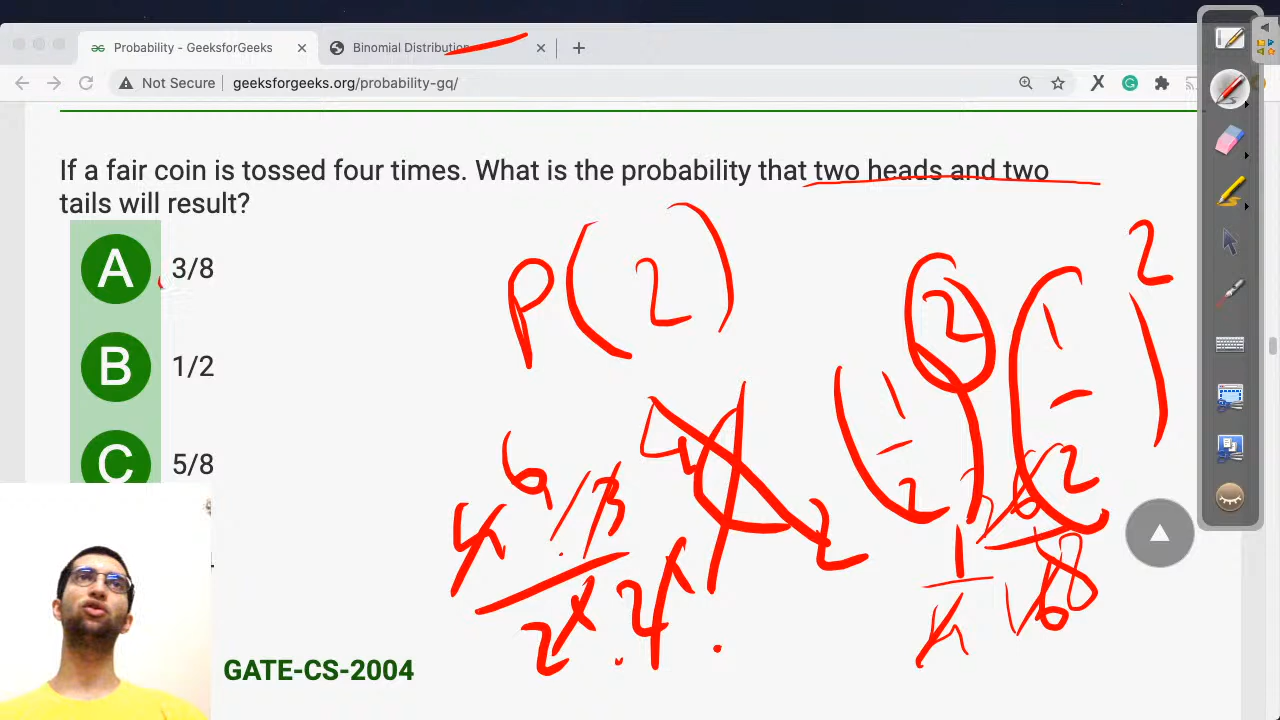 Probability - GeeksforGeeks
Binomial Distribution
Not Secure
geeksforgeeks.org/probability-gq/
If a fair coin is tossed four times. What is the probability that two heads and two
tails will result?
A 3/8
B 1/2
C 5/8
P(2)
GATE-CS-2004